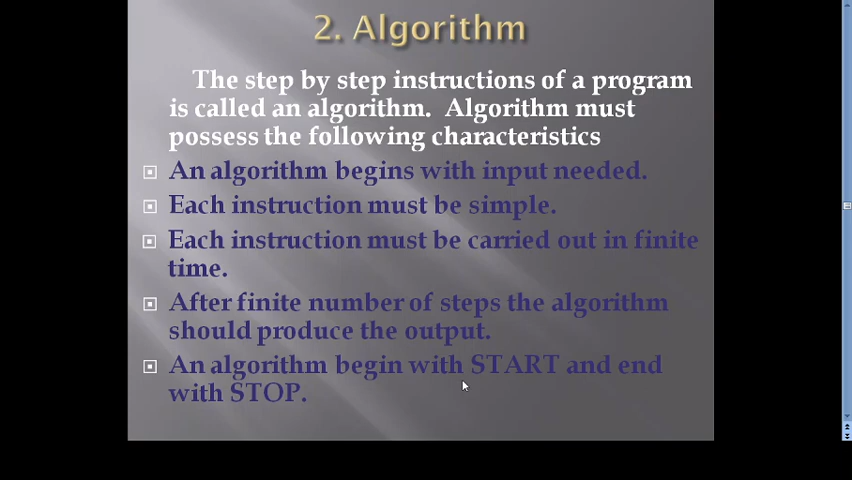 2. Algorithm
The step by step instructions of a program
is called an algorithm. Algorithm must
possess the following characteristics
An algorithm begins with input needed.
Each instruction must be simple.
Each instruction must be carried out in finite
time.
After finite number of steps the algorithm
should produce the output.
An algorithm begin with START and end
with STOP.